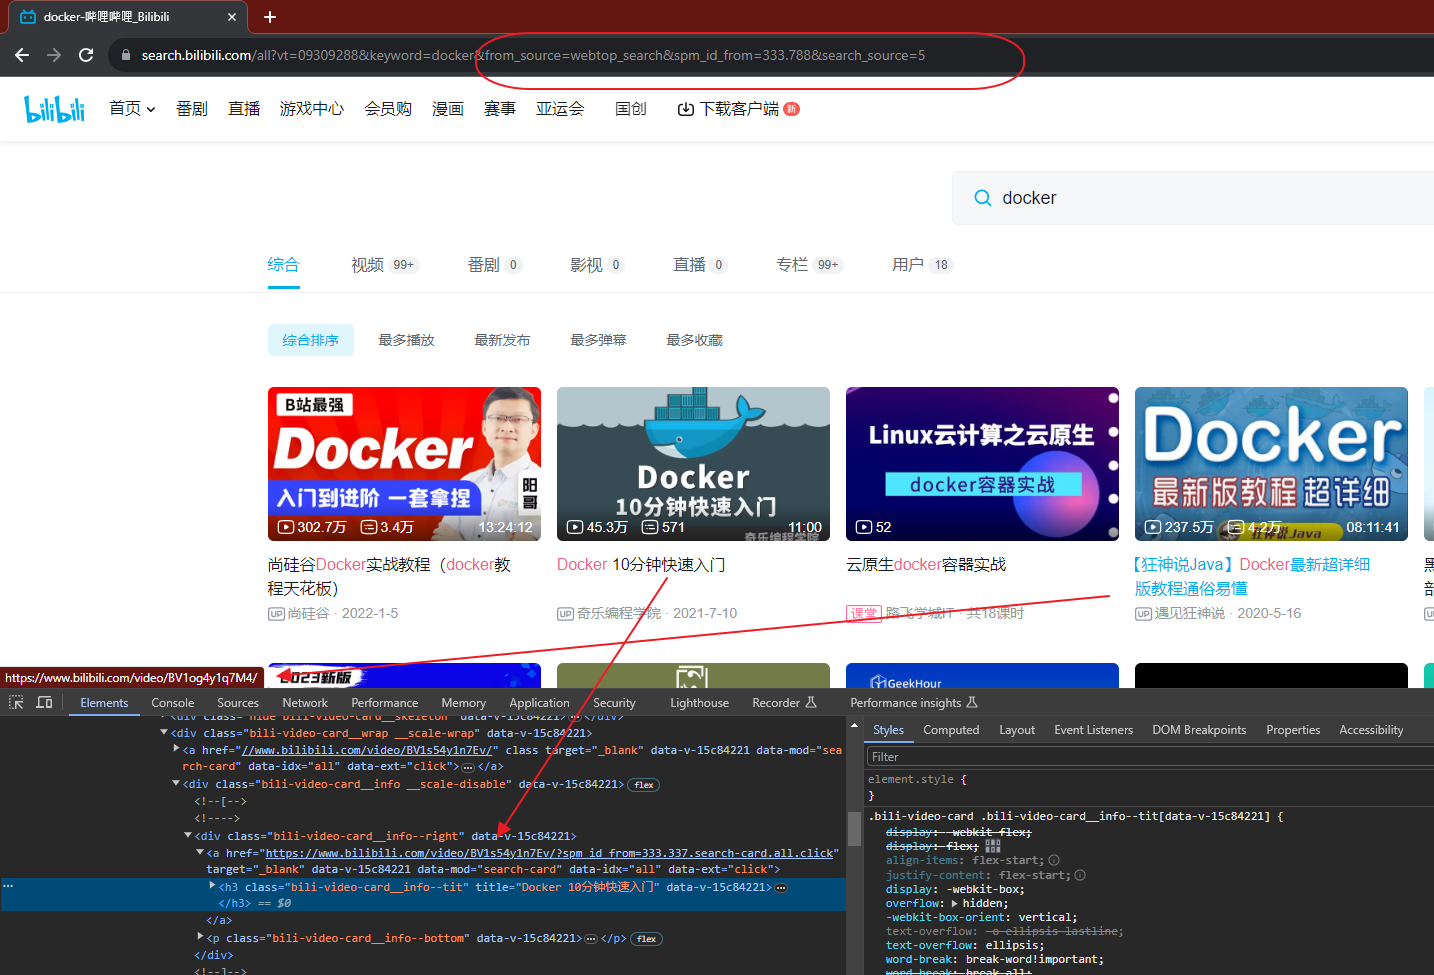 docker-哔哩哔哩_Bilibili
search.bilibili.com/all?vt=09309288&keyword=docker&from_source=webtop_search&spm_id_from=333.788&search_source=5
bilibili 首页 番剧 直播 游戏中心 会员购 漫画 赛事 亚运会 国创 下载客户端 新
docker
综合 视频 99+ 番剧 0 影视 0 直播 0 专栏 99+ 用户 18
综合排序 最多播放 最新发布 最多弹幕 最多收藏
B站最强
Docker
入门到进阶 一套拿捏
阳哥
302.7万 3.4万 13:24:12
Docker
10分钟快速入门
45.3万 571 11:00
奇乐编程学院
Linux云计算之云原生
docker容器实战
52
Docker
最新版教程 超详细
狂神说Java
237.5万 4.2万 08:11:41
尚硅谷Docker实战教程（docker教
程天花板）
UP 尚硅谷 · 2022-1-5
Docker 10分钟快速入门
UP 奇乐编程学院 · 2021-7-10
云原生docker容器实战
课堂 路飞学城IT · 共18课时
【狂神说Java】Docker最新超详细
版教程通俗易懂
UP 遇见狂神说 · 2020-5-16
2023新版
GeekHour
https://www.bilibili.com/video/BV1og4y1q7M4/
Elements Console Sources Network Performance Memory Application Security Lighthouse Recorder Performance insights
<div class="hide bili-video-card__skeleton" data-v-15c84221>…</div>
<div class="bili-video-card__wrap __scale-wrap" data-v-15c84221>
<a href="//www.bilibili.com/video/BV1s54y1n7Ev/" class target="_blank" data-v-15c84221 data-mod="sea
rch-card" data-idx="all" data-ext="click">…</a>
<div class="bili-video-card__info __scale-disable" data-v-15c84221> flex
<!--[-->
<!---->
<div class="bili-video-card__info--right" data-v-15c84221>
<a href="https://www.bilibili.com/video/BV1s54y1n7Ev/?spm_id_from=333.337.search-card.all.click"
target="_blank" data-v-15c84221 data-mod="search-card" data-idx="all" data-ext="click">
<h3 class="bili-video-card__info--tit" title="Docker 10分钟快速入门" data-v-15c84221>…
</h3> == $0
</a>
<p class="bili-video-card__info--bottom" data-v-15c84221>…</p> flex
</div>
<!--]-->
Styles Computed Layout Event Listeners DOM Breakpoints Properties Accessibility
Filter
element.style {
}
.bili-video-card .bili-video-card__info--tit[data-v-15c84221] {
display: -webkit-flex;
display: flex;
align-items: flex-start;
justify-content: flex-start;
display: -webkit-box;
overflow: hidden;
-webkit-box-orient: vertical;
text-overflow: -o-ellipsis-lastline;
text-overflow: ellipsis;
word-break: break-word!important;
word-break: break-all;